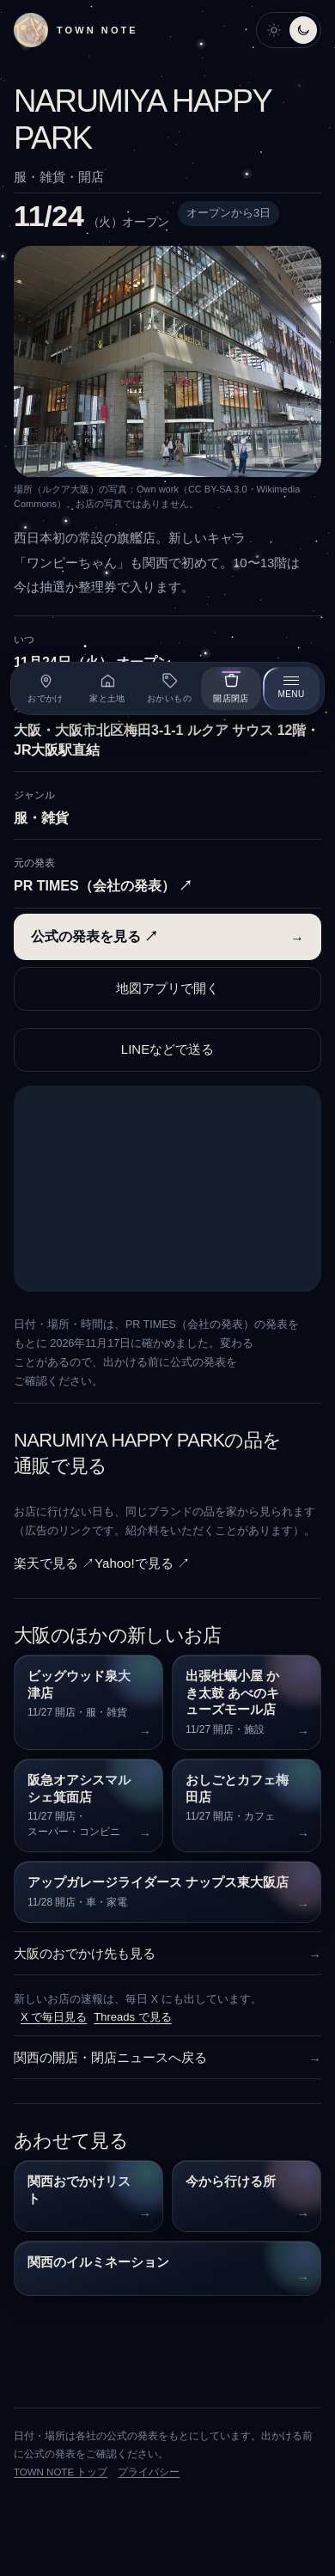 TOWN NOTE
NARUMIYA HAPPY
PARK
服・雑貨・開店
11/24（火）オープン オープンから3日
場所（ルクア大阪）の写真：Own work（CC BY-SA 3.0・Wikimedia
Commons）。お店の写真ではありません。
西日本初の常設の旗艦店。新しいキャラ
「ワンピーちゃん」も関西で初めて。10〜13階は
今は抽選か整理券で入ります。
いつ
11月24日（火）オープン
おでかけ
家と土地
おかいもの
開店閉店
MENU
大阪・大阪市北区梅田3-1-1 ルクア サウス 12階・
JR大阪駅直結
ジャンル
服・雑貨
元の発表
PR TIMES（会社の発表） ↗
公式の発表を見る ↗ →
地図アプリで開く
LINEなどで送る
日付・場所・時間は、PR TIMES（会社の発表）の発表を
もとに 2026年11月17日に確かめました。変わる
ことがあるので、出かける前に公式の発表を
ご確認ください。
NARUMIYA HAPPY PARKの品を
通販で見る
お店に行けない日も、同じブランドの品を家から見られます
（広告のリンクです。紹介料をいただくことがあります）。
楽天で見る ↗Yahoo!で見る ↗
大阪のほかの新しいお店
ビッグウッド泉大
津店
11/27 開店・服・雑貨
→
出張牡蠣小屋 か
き太鼓 あべのキ
ューズモール店
11/27 開店・施設
→
阪急オアシスマル
シェ箕面店
11/27 開店・
スーパー・コンビニ
→
おしごとカフェ梅
田店
11/27 開店・カフェ
→
アップガレージライダース ナップス東大阪店
11/28 開店・車・家電
→
大阪のおでかけ先も見る →
新しいお店の速報は、毎日 X にも出しています。
X で毎日見る Threads で見る
関西の開店・閉店ニュースへ戻る →
あわせて見る
関西おでかけリス
ト
→
今から行ける所
→
関西のイルミネーション
→
日付・場所は各社の公式の発表をもとにしています。出かける前
に公式の発表をご確認ください。
TOWN NOTE トップ プライバシー